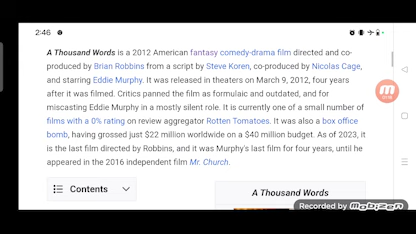 2:46
A Thousand Words is a 2012 American fantasy comedy-drama film directed and co-
produced by Brian Robbins from a script by Steve Koren, co-produced by Nicolas Cage,
and starring Eddie Murphy. It was released in theaters on March 9, 2012, four years
after it was filmed. Critics panned the film as formulaic and outdated, and for
miscasting Eddie Murphy in a mostly silent role. It is currently one of a small number of
films with a 0% rating on review aggregator Rotten Tomatoes. It was also a box office
bomb, having grossed just $22 million worldwide on a $40 million budget. As of 2023, it
is the last film directed by Robbins, and it was Murphy's last film for four years, until he
appeared in the 2016 independent film Mr. Church.
Contents
A Thousand Words
Recorded by Mobizen